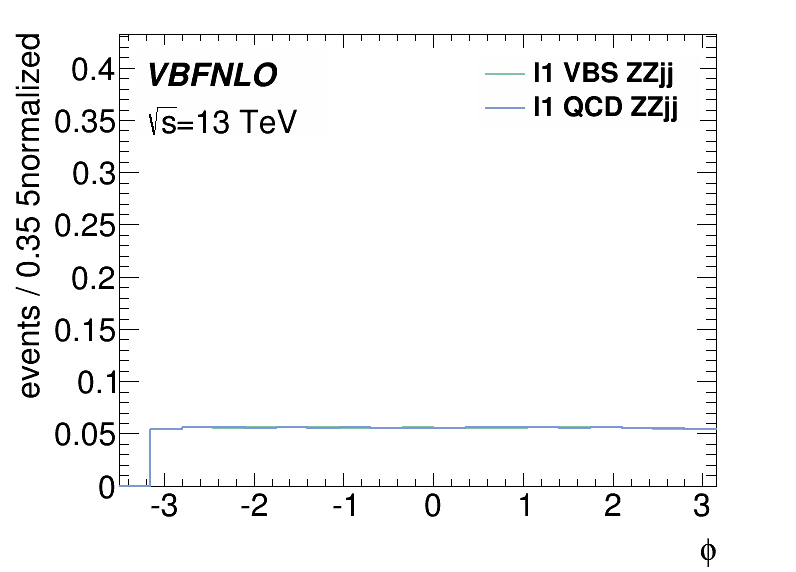 VBFNLO
√s=13 TeV
l1 VBS ZZjj
l1 QCD ZZjj
events / 0.35 5normalized
0.4
0.35
0.3
0.25
0.2
0.15
0.1
0.05
0
-3 -2 -1 0 1 2 3
ϕ